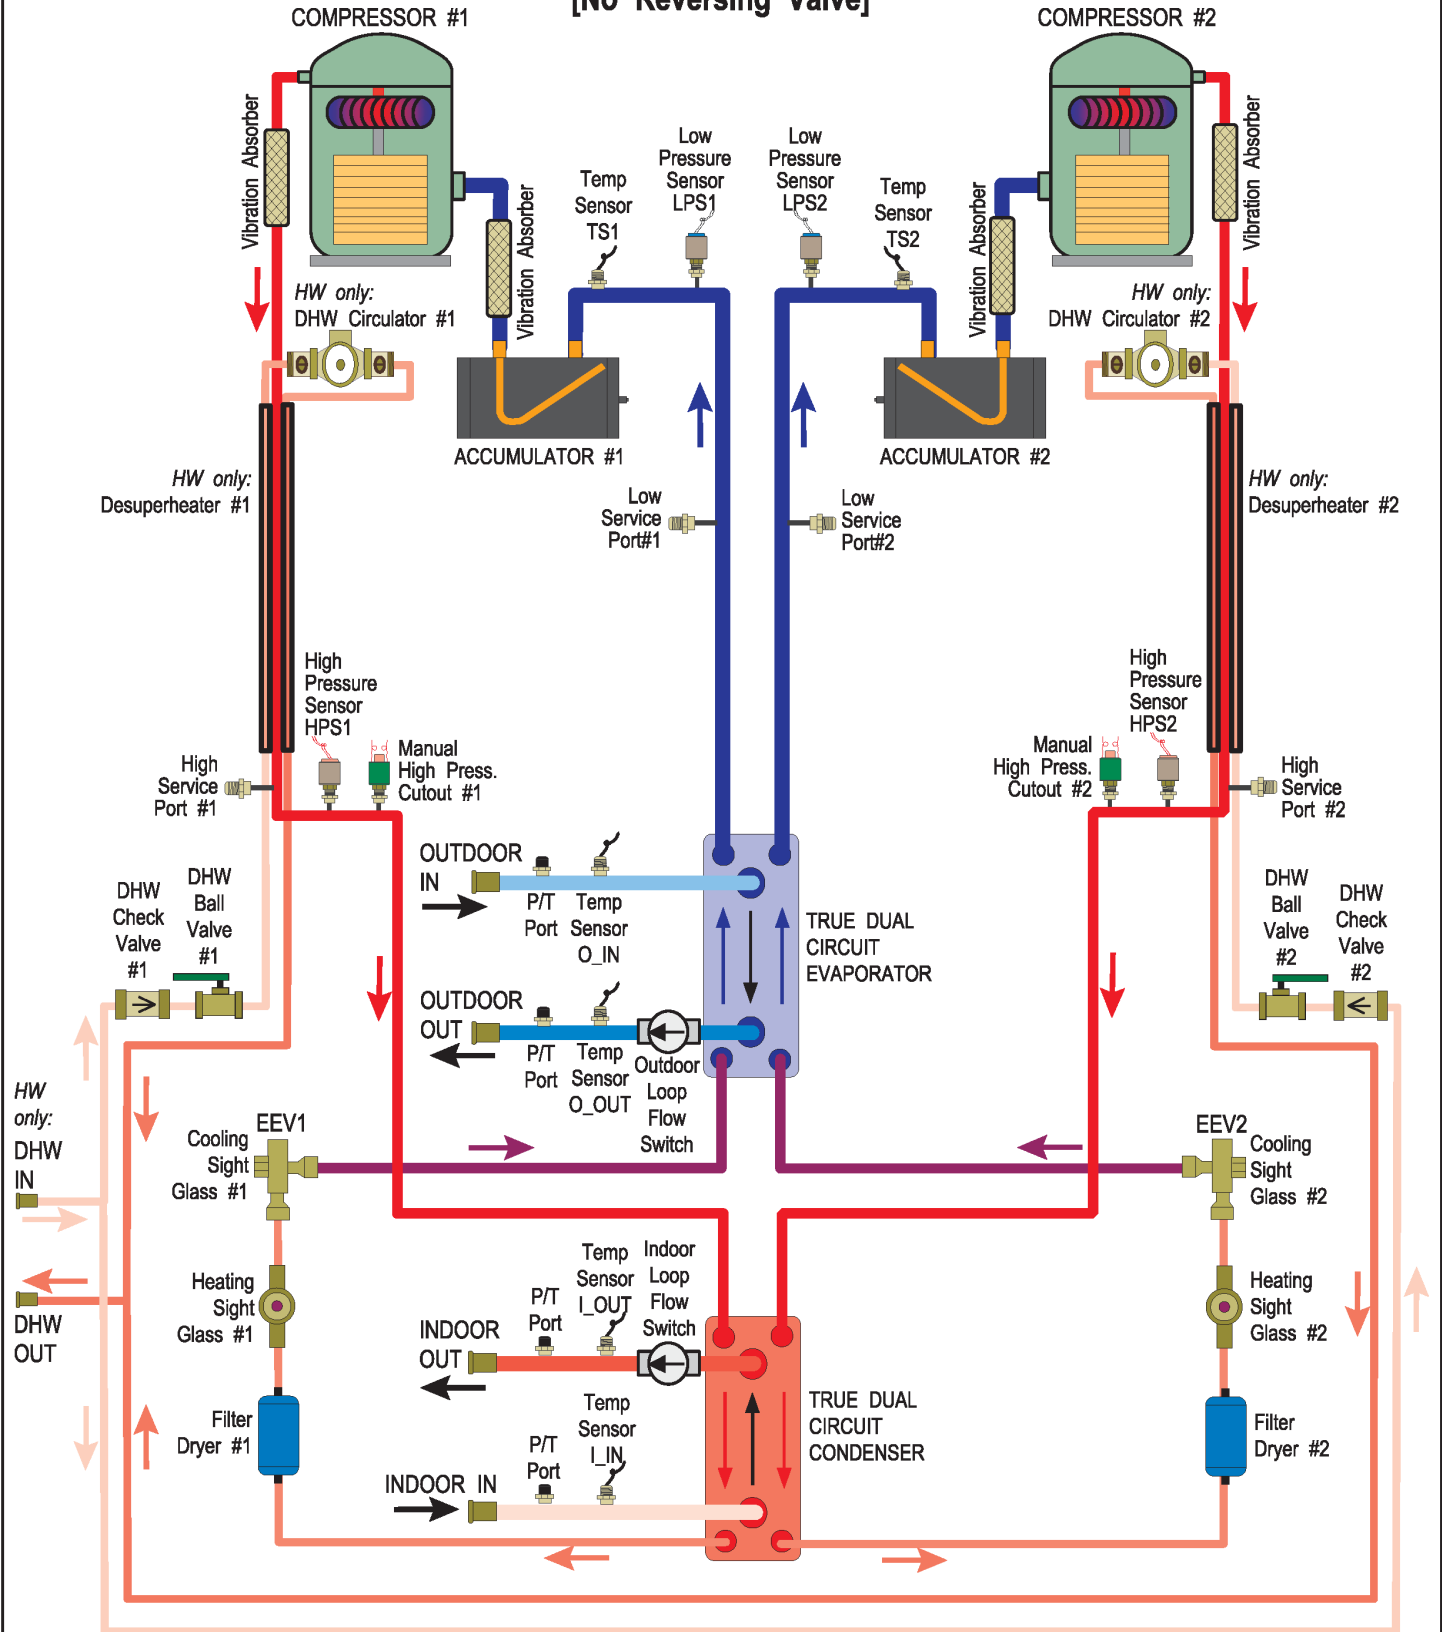 [No Reversing Valve]
COMPRESSOR #1
COMPRESSOR #2
Vibration Absorber
Vibration Absorber
Temp
Sensor
TS1
Low
Pressure
Sensor
LPS1
Low
Pressure
Sensor
LPS2
Temp
Sensor
TS2
Vibration Absorber
Vibration Absorber
HW only:
DHW Circulator #1
HW only:
DHW Circulator #2
ACCUMULATOR #1
ACCUMULATOR #2
HW only:
Desuperheater #1
Low
Service
Port#1
Low
Service
Port#2
HW only:
Desuperheater #2
High
Pressure
Sensor
HPS1
High
Pressure
Sensor
HPS2
High
Service
Port #1
Manual
High Press.
Cutout #1
Manual
High Press.
Cutout #2
High
Service
Port #2
OUTDOOR
IN
P/T
Port
Temp
Sensor
O_IN
TRUE DUAL
CIRCUIT
EVAPORATOR
DHW
Check
Valve
#1
DHW
Ball
Valve
#1
DHW
Ball
Valve
#2
DHW
Check
Valve
#2
OUTDOOR
OUT
P/T
Port
Temp
Sensor
O_OUT
Outdoor
Loop
Flow
Switch
HW
only:
DHW
IN
EEV1
Cooling
Sight
Glass #1
EEV2
Cooling
Sight
Glass #2
Heating
Sight
Glass #1
Heating
Sight
Glass #2
DHW
OUT
INDOOR
OUT
P/T
Port
Temp
Sensor
I_OUT
Indoor
Loop
Flow
Switch
TRUE DUAL
CIRCUIT
CONDENSER
Filter
Dryer #1
Filter
Dryer #2
INDOOR IN
P/T
Port
Temp
Sensor
I_IN